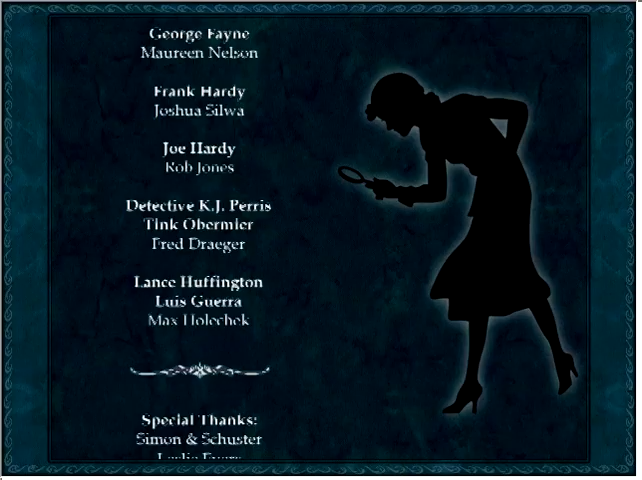 George Fayne
Maureen Nelson
Frank Hardy
Joshua Silwa
Joe Hardy
Rob Jones
Detective K.J. Perris
Tink Obermier
Fred Draeger
Lance Huffington
Luis Guerra
Max Holechek
Special Thanks:
Simon & Schuster